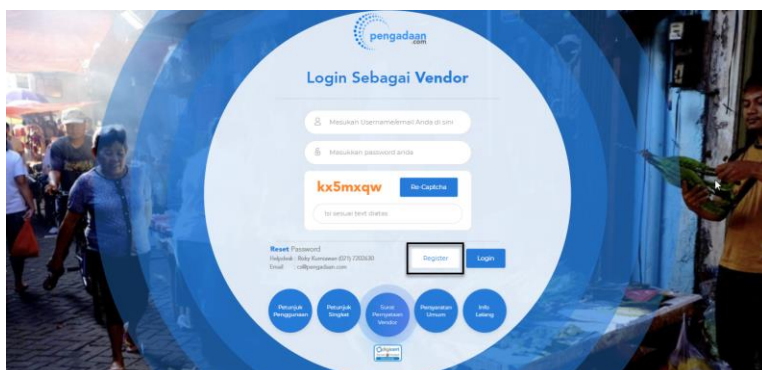 pengadaan
.com
Login Sebagai Vendor
Masukan Username/email Anda di sini
Masukkan password anda
kx5mxqw
Re-Captcha
Isi sesuai text diatas
Reset Password
Helpdesk : Roby Kurniawan (021)
Email : cs@pengadaan.com
Register
Login
Petunjuk
Penggunaan
Petunjuk
Singkat
Surat
Pernyataan
Vendor
Persyaratan
Umum
Info
Lelang